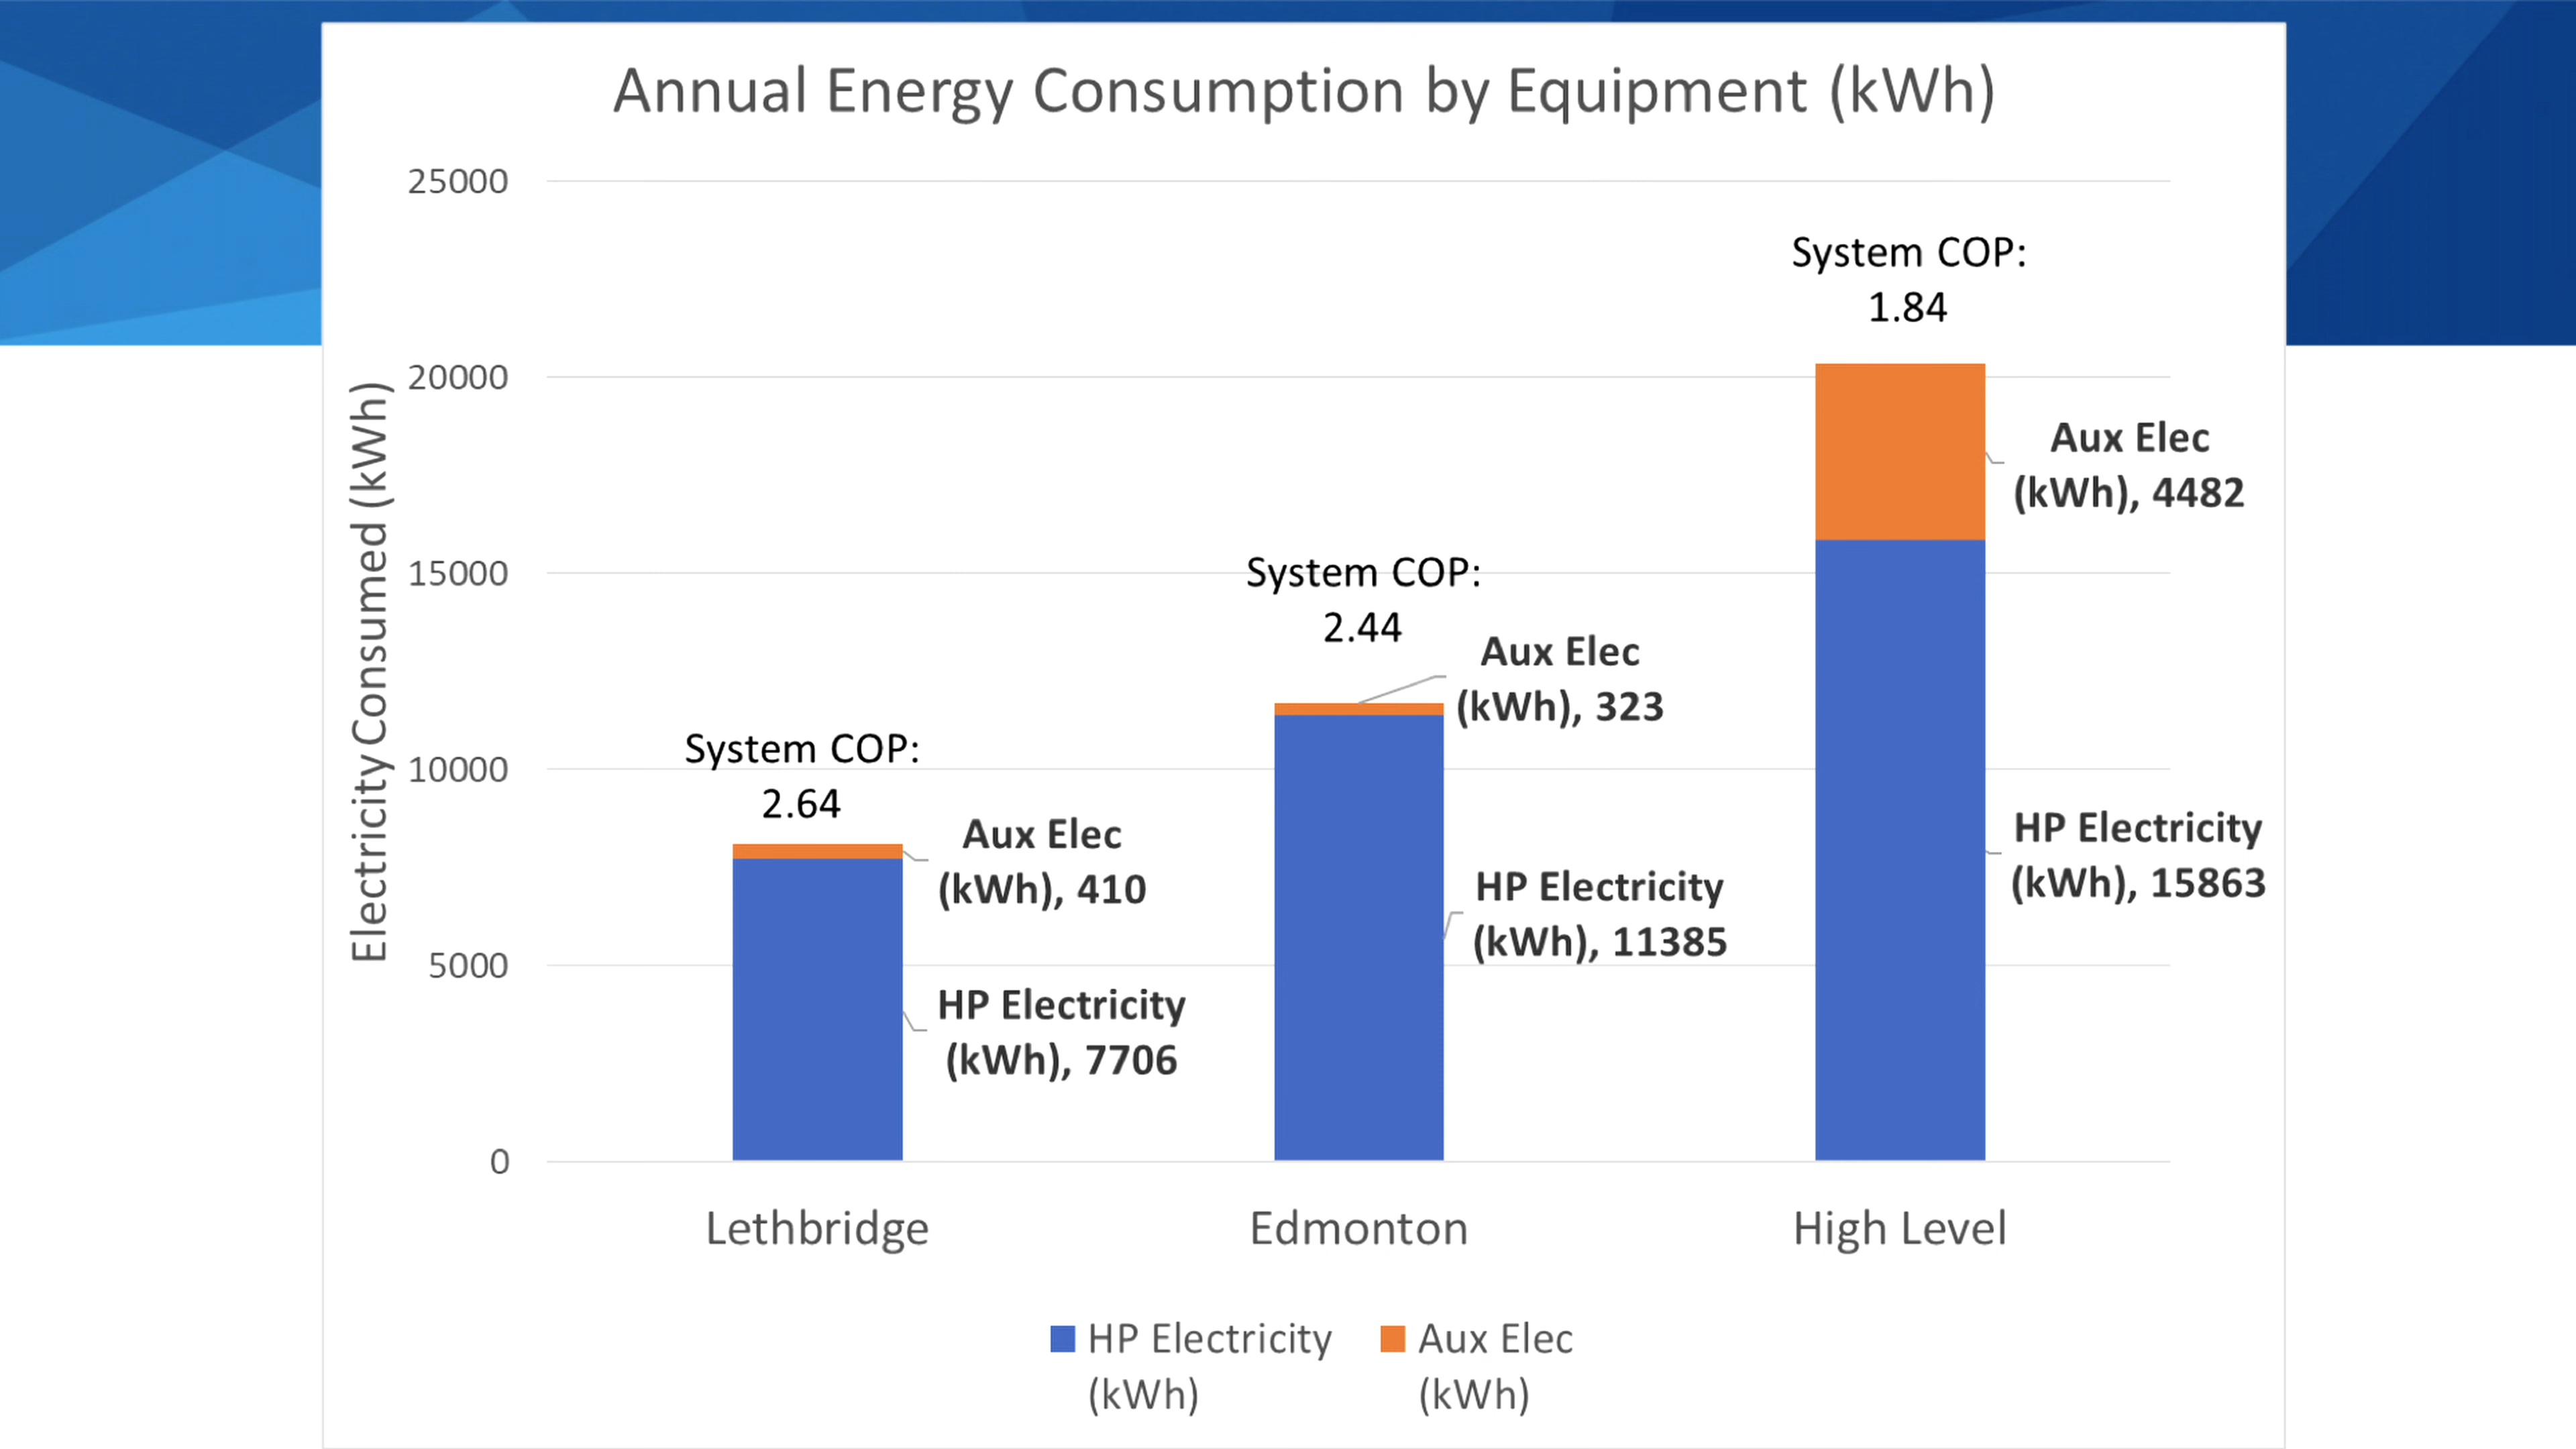 Annual Energy Consumption by Equipment (kWh)
Electricity Consumed (kWh)
25000
20000
15000
10000
5000
0
System COP:
2.64
Aux Elec
(kWh), 410
HP Electricity
(kWh), 7706
System COP:
2.44
Aux Elec
(kWh), 323
HP Electricity
(kWh), 11385
System COP:
1.84
Aux Elec
(kWh), 4482
HP Electricity
(kWh), 15863
Lethbridge
Edmonton
High Level
HP Electricity
(kWh)
Aux Elec
(kWh)